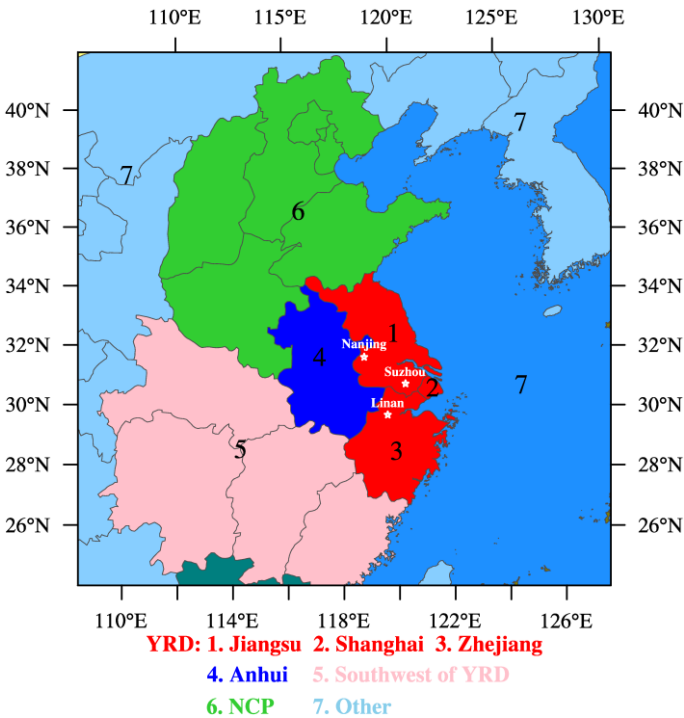 110°E 115°E 120°E 125°E 130°E
40°N 7 40°N
38°N 7 38°N
36°N 6 36°N
34°N 34°N
1
32°N Nanjing 32°N
4
Suzhou
2 7
30°N Linan 30°N
28°N 5 3 28°N
26°N 26°N
110°E 114°E 118°E 122°E 126°E
YRD: 1. Jiangsu 2. Shanghai 3. Zhejiang
4. Anhui 5. Southwest of YRD
6. NCP 7. Other